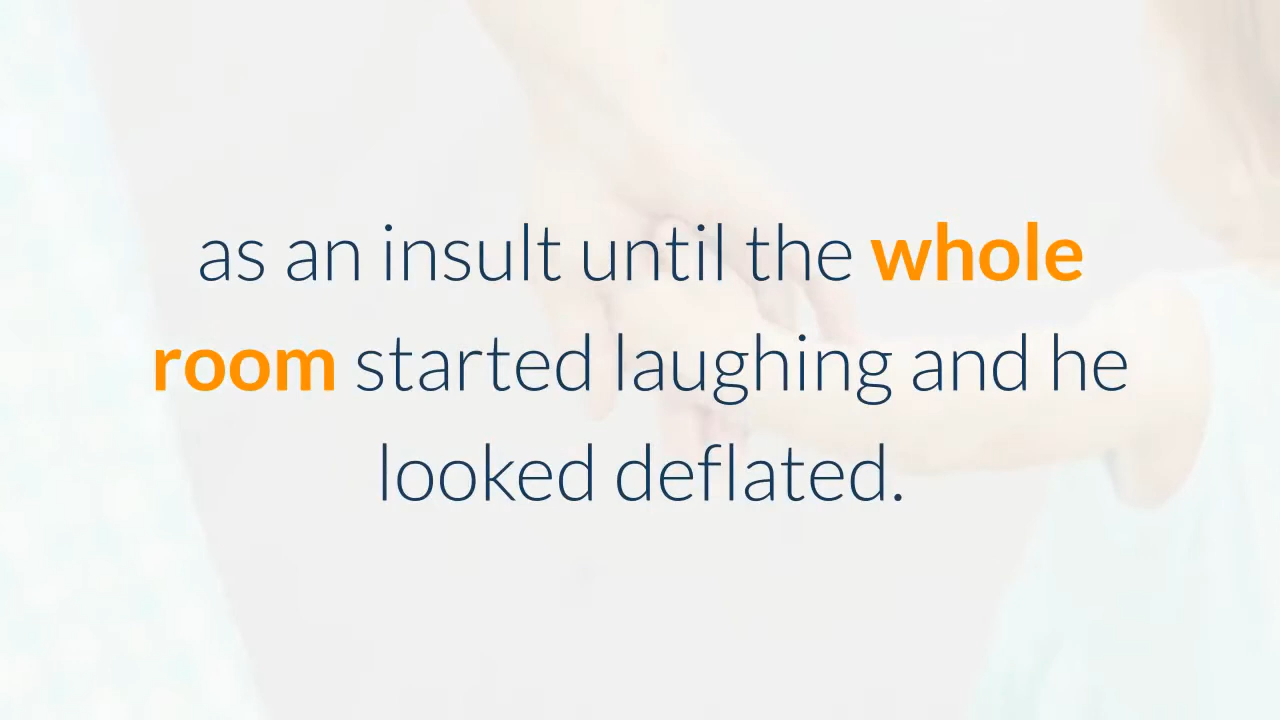 as an insult until the whole
room started laughing and he
looked deflated.